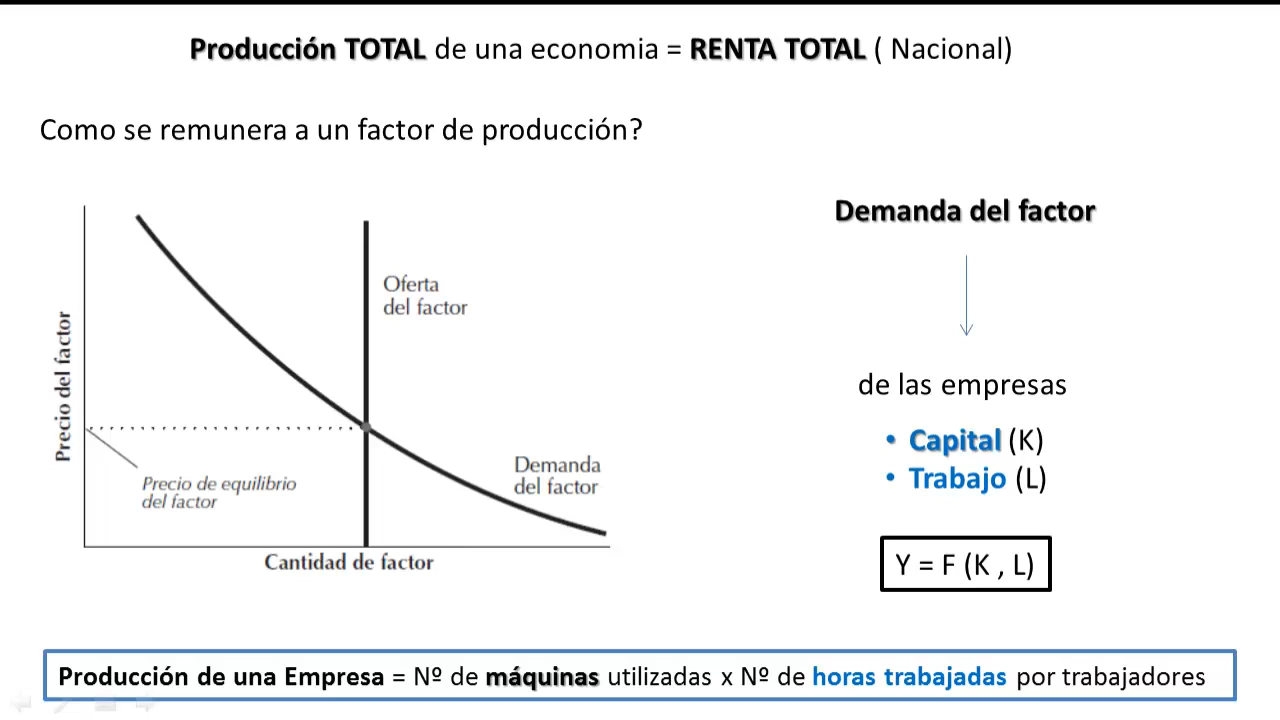 Producción TOTAL de una economia = RENTA TOTAL ( Nacional)
Como se remunera a un factor de producción?
Precio del factor
Oferta
del factor
Precio de equilibrio
del factor
Demanda
del factor
Cantidad de factor
Demanda del factor
de las empresas
• Capital (K)
• Trabajo (L)
Y = F (K , L)
Producción de una Empresa = Nº de máquinas utilizadas x Nº de horas trabajadas por trabajadores